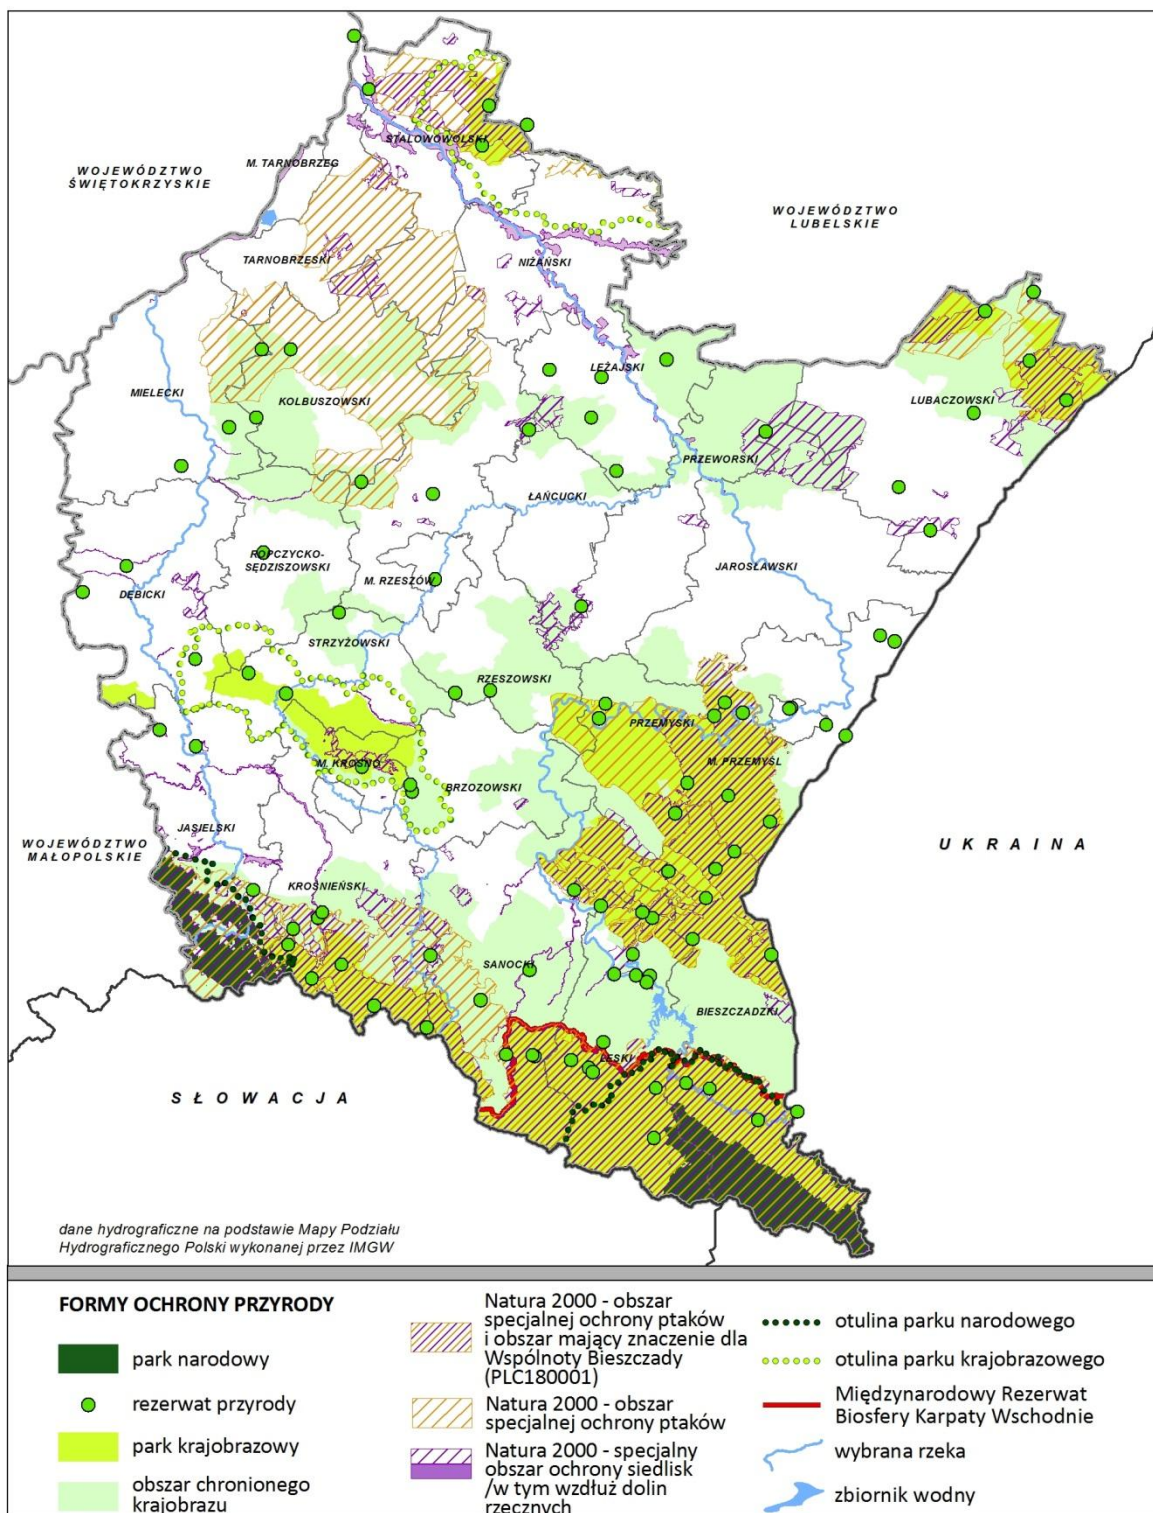 WOJEWÓDZTWO
ŚWIĘTOKRZYSKIE
M. TARNOBRZEG
STALOWOWOLSKI
WOJEWÓDZTWO
LUBELSKIE
TARNOBRZESKI
NIŻAŃSKI
MIELECKI
KOLBUSZOWSKI
LEŻAJSKI
LUBACZOWSKI
PRZEWORSKI
ŁAŃCUCKI
ROPCZYCKO-
SĘDZISZOWSKI
M. RZESZÓW
JAROSŁAWSKI
DĘBICKI
STRZYŻOWSKI
RZESZOWSKI
PRZEMYSKI
M. KROSNO
M. PRZEMYŚL
BRZOZOWSKI
JASIELSKI
WOJEWÓDZTWO
MAŁOPOLSKIE
UKRAINA
KROŚNIEŃSKI
SANOCKI
BIESZCZADZKI
LESKI
SŁOWACJA
dane hydrograficzne na podstawie Mapy Podziału
Hydrograficznego Polski wykonanej przez IMGW
FORMY OCHRONY PRZYRODY
park narodowy
rezerwat przyrody
park krajobrazowy
obszar chronionego
krajobrazu
Natura 2000 - obszar
specjalnej ochrony ptaków
i obszar mający znaczenie dla
Wspólnoty Bieszczady
(PLC180001)
Natura 2000 - obszar
specjalnej ochrony ptaków
Natura 2000 - specjalny
obszar ochrony siedlisk
/w tym wzdłuż dolin
rzecznych
otulina parku narodowego
otulina parku krajobrazowego
Międzynarodowy Rezerwat
Biosfery Karpaty Wschodnie
wybrana rzeka
zbiornik wodny